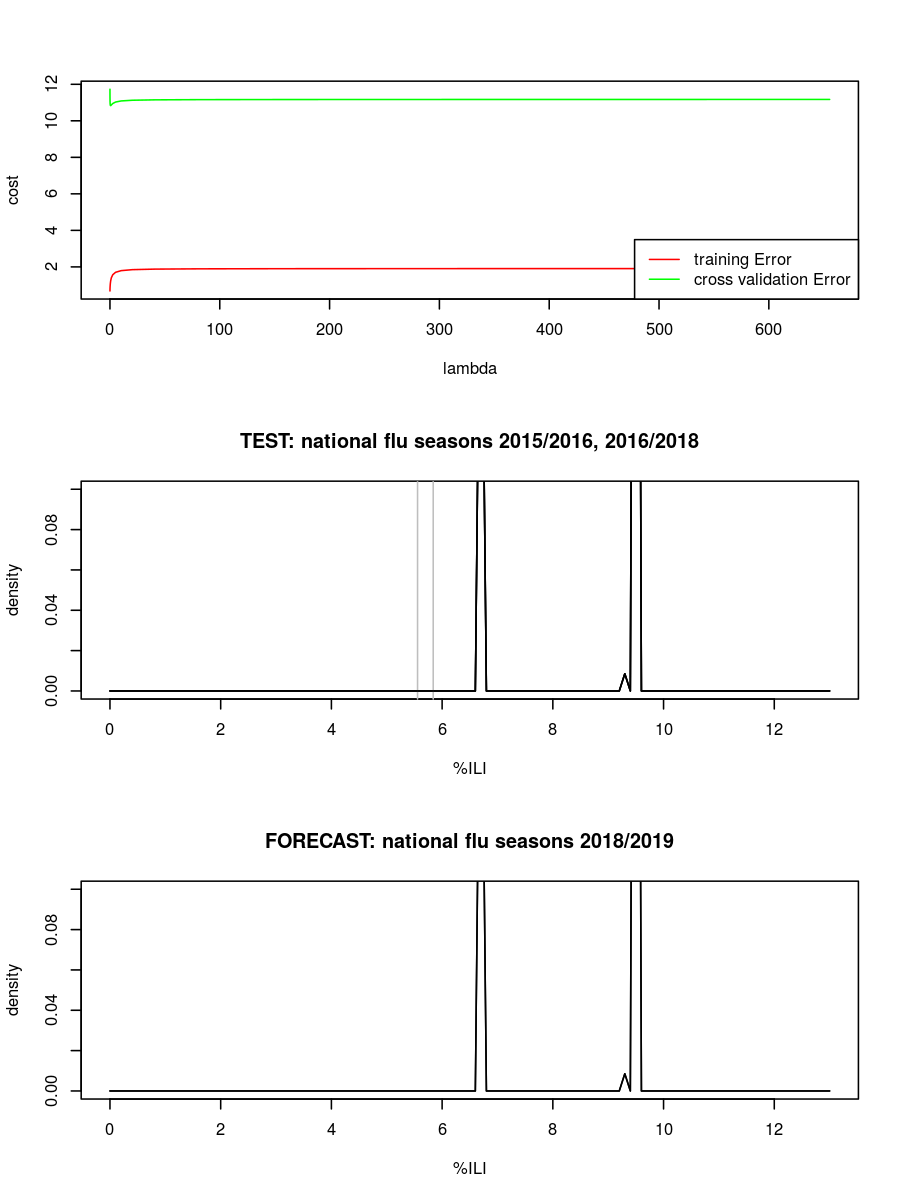 12
10
8
6
4
2
cost
training Error
cross validation Error
0 100 200 300 400 500 600
lambda
TEST: national flu seasons 2015/2016, 2016/2018
0.08
0.04
0.00
density
0 2 4 6 8 10 12
%ILI
FORECAST: national flu seasons 2018/2019
0.08
0.04
0.00
density
0 2 4 6 8 10 12
%ILI